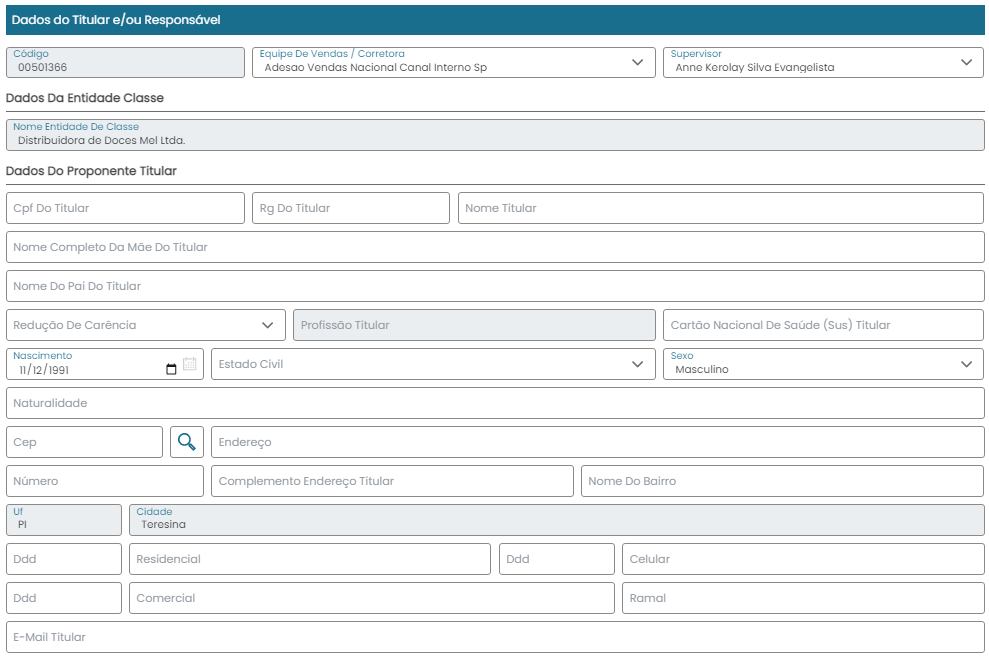 Dados do Titular e/ou Responsável
Código
00501366
Equipe De Vendas / Corretora
Adesao Vendas Nacional Canal Interno Sp
Supervisor
Anne Kerolay Silva Evangelista
Dados Da Entidade Classe
Nome Entidade De Classe
Distribuidora de Doces Mel Ltda.
Dados Do Proponente Titular
Cpf Do Titular
Rg Do Titular
Nome Titular
Nome Completo Da Mãe Do Titular
Nome Do Pai Do Titular
Redução De Carência
Profissão Titular
Cartão Nacional De Saúde (Sus) Titular
Nascimento
11/12/1991
Estado Civil
Sexo
Masculino
Naturalidade
Cep
Endereço
Número
Complemento Endereço Titular
Nome Do Bairro
Uf
PI
Cidade
Teresina
Ddd
Residencial
Ddd
Celular
Ddd
Comercial
Ramal
E-Mail Titular